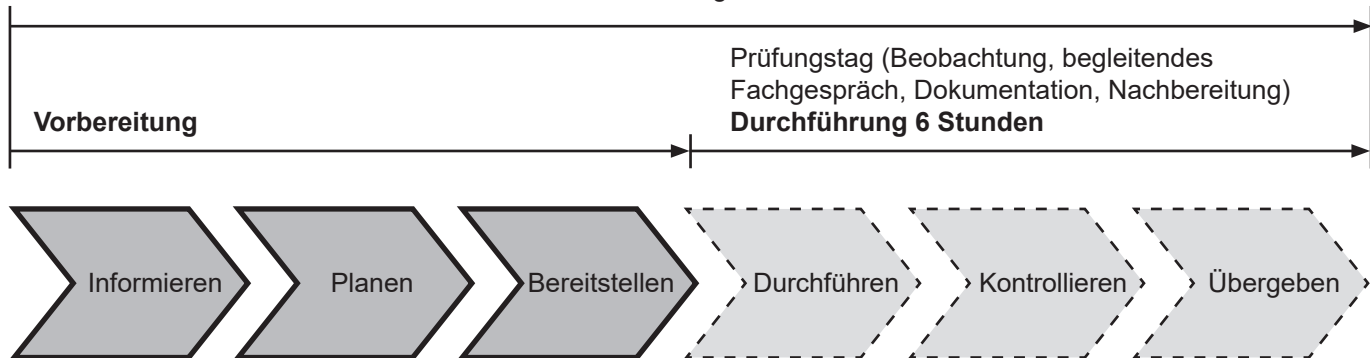 Prüfungstag (Beobachtung, begleitendes
Fachgespräch, Dokumentation, Nachbereitung)
Vorbereitung
Durchführung 6 Stunden
Informieren
Planen
Bereitstellen
Durchführen
Kontrollieren
Übergeben